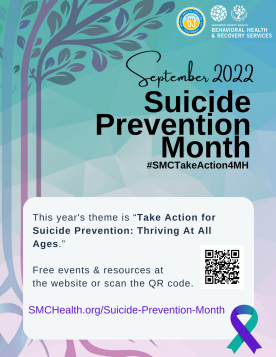 BEHAVIORAL HEALTH
& RECOVERY SERVICES
September 2022
Suicide
Prevention
Month
#SMCTakeAction4MH
This year's theme is “Take Action for
Suicide Prevention: Thriving At All
Ages.”
Free events & resources at
the website or scan the QR code.
SMCHealth.org/Suicide-Prevention-Month